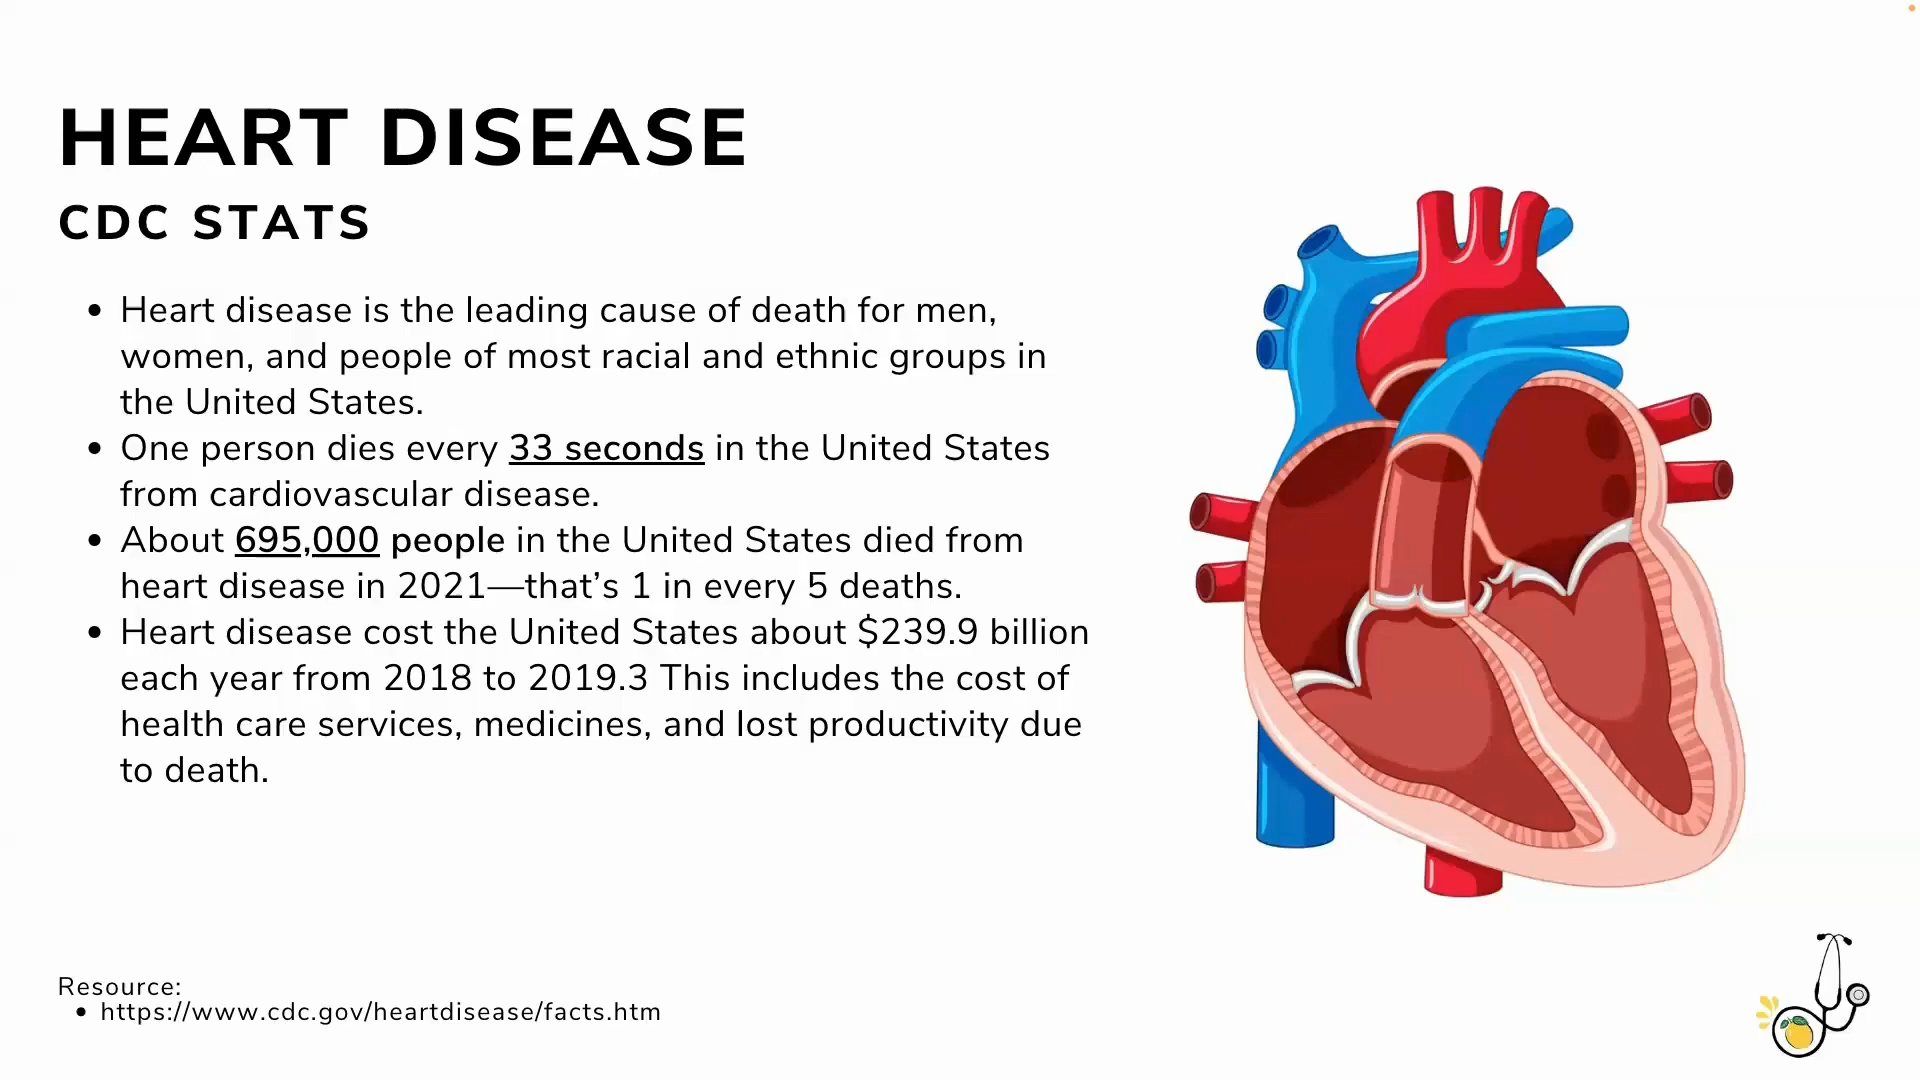 HEART DISEASE
CDC STATS
• Heart disease is the leading cause of death for men,
women, and people of most racial and ethnic groups in
the United States.
• One person dies every 33 seconds in the United States
from cardiovascular disease.
• About 695,000 people in the United States died from
heart disease in 2021—that’s 1 in every 5 deaths.
• Heart disease cost the United States about $239.9 billion
each year from 2018 to 2019.3 This includes the cost of
health care services, medicines, and lost productivity due
to death.
Resource:
• https://www.cdc.gov/heartdisease/facts.htm